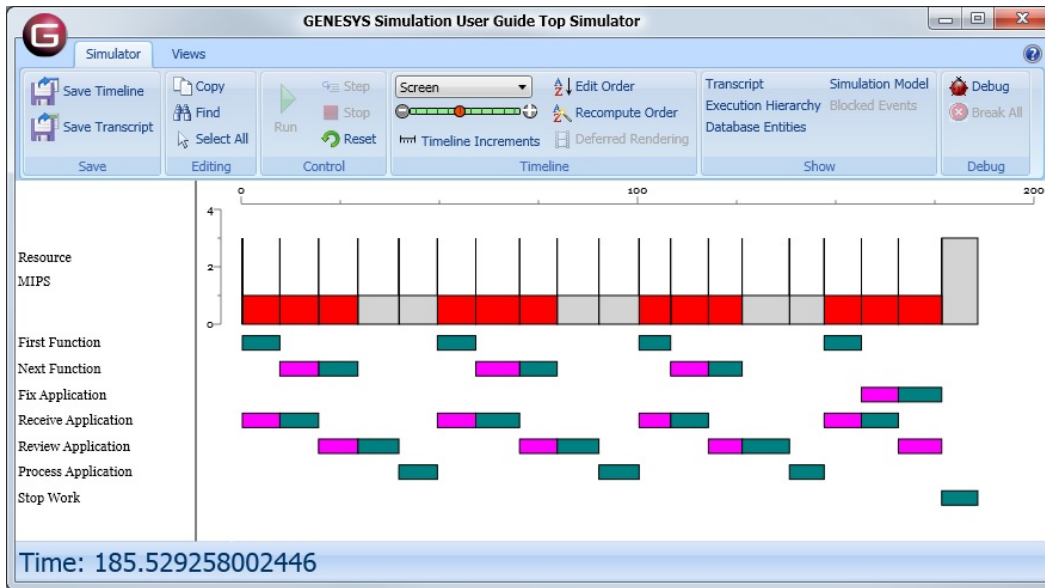 GENESYS Simulation User Guide Top Simulator
G
Simulator Views
Save Timeline
Save Transcript
Save
Copy
Find
Select All
Editing
Run
Step
Stop
Reset
Control
Screen
Timeline Increments
Edit Order
Recompute Order
Deferred Rendering
Timeline
Transcript
Execution Hierarchy
Database Entities
Simulation Model
Blocked Events
Show
Debug
Break All
Debug
0 100 200
4
2
0
Resource
MIPS
First Function
Next Function
Fix Application
Receive Application
Review Application
Process Application
Stop Work
Time: 185.529258002446